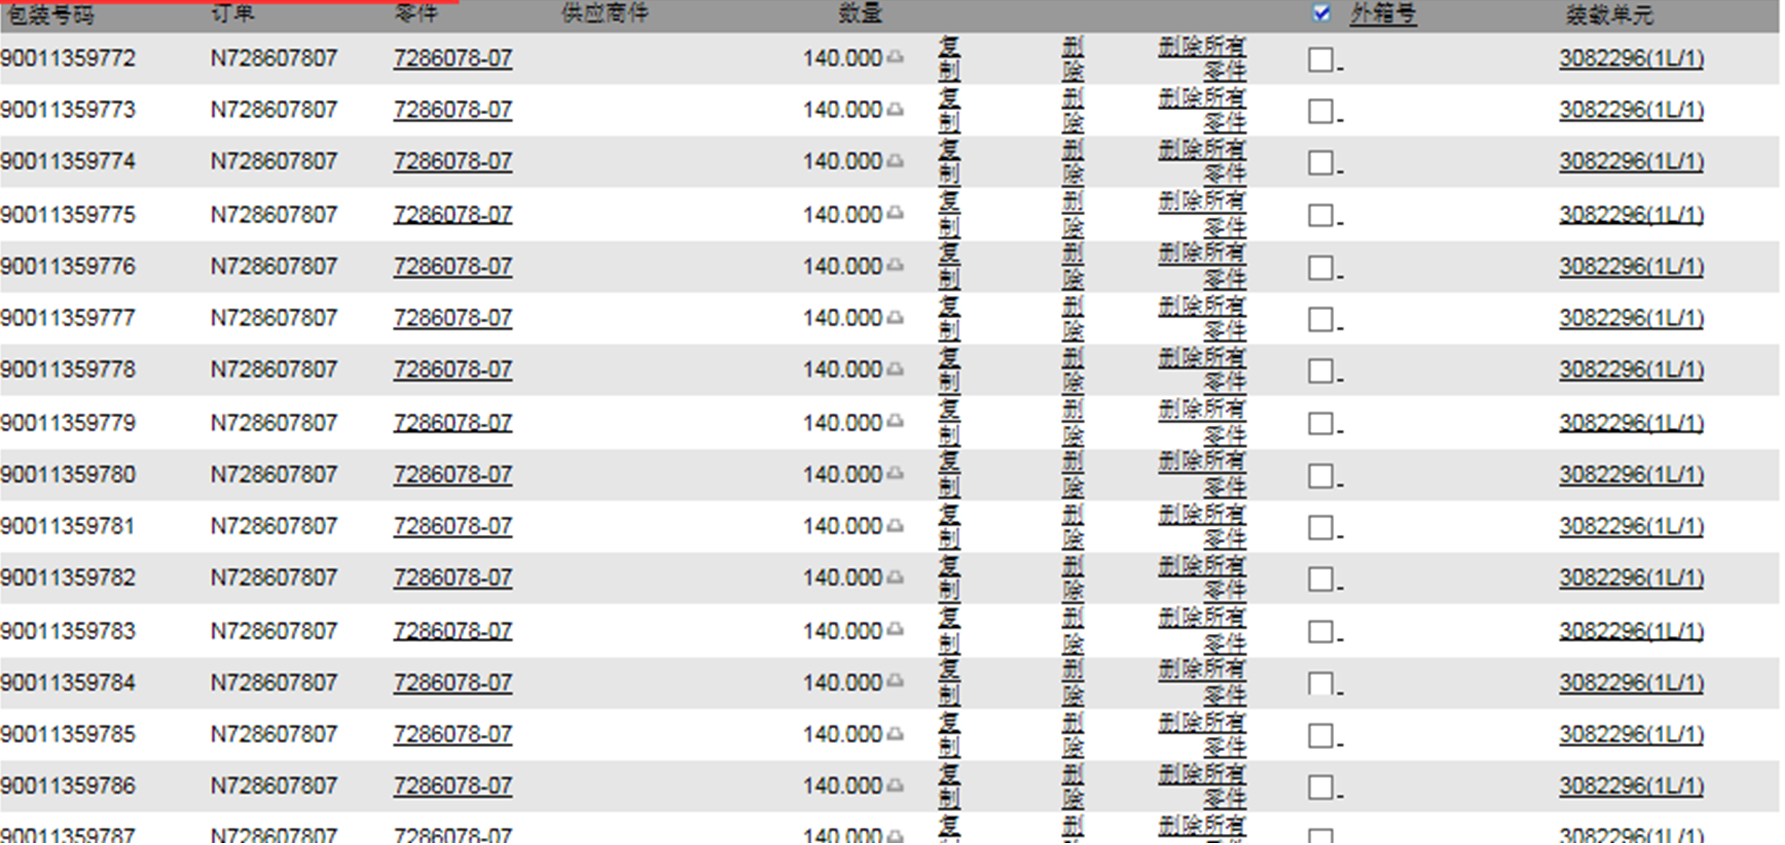 包装号码 订单 零件 供应商件 数量 外箱号 装载单元
90011359772 N728607807 7286078-07 140.000 复制 删除 删除所有零件 - 3082296(1L/1)
90011359773 N728607807 7286078-07 140.000 复制 删除 删除所有零件 - 3082296(1L/1)
90011359774 N728607807 7286078-07 140.000 复制 删除 删除所有零件 - 3082296(1L/1)
90011359775 N728607807 7286078-07 140.000 复制 删除 删除所有零件 - 3082296(1L/1)
90011359776 N728607807 7286078-07 140.000 复制 删除 删除所有零件 - 3082296(1L/1)
90011359777 N728607807 7286078-07 140.000 复制 删除 删除所有零件 - 3082296(1L/1)
90011359778 N728607807 7286078-07 140.000 复制 删除 删除所有零件 - 3082296(1L/1)
90011359779 N728607807 7286078-07 140.000 复制 删除 删除所有零件 - 3082296(1L/1)
90011359780 N728607807 7286078-07 140.000 复制 删除 删除所有零件 - 3082296(1L/1)
90011359781 N728607807 7286078-07 140.000 复制 删除 删除所有零件 - 3082296(1L/1)
90011359782 N728607807 7286078-07 140.000 复制 删除 删除所有零件 - 3082296(1L/1)
90011359783 N728607807 7286078-07 140.000 复制 删除 删除所有零件 - 3082296(1L/1)
90011359784 N728607807 7286078-07 140.000 复制 删除 删除所有零件 - 3082296(1L/1)
90011359785 N728607807 7286078-07 140.000 复制 删除 删除所有零件 - 3082296(1L/1)
90011359786 N728607807 7286078-07 140.000 复制 删除 删除所有零件 - 3082296(1L/1)
90011359787 N728607807 7286078-07 140.000 复 删 删除所有 3082296(1L/1)